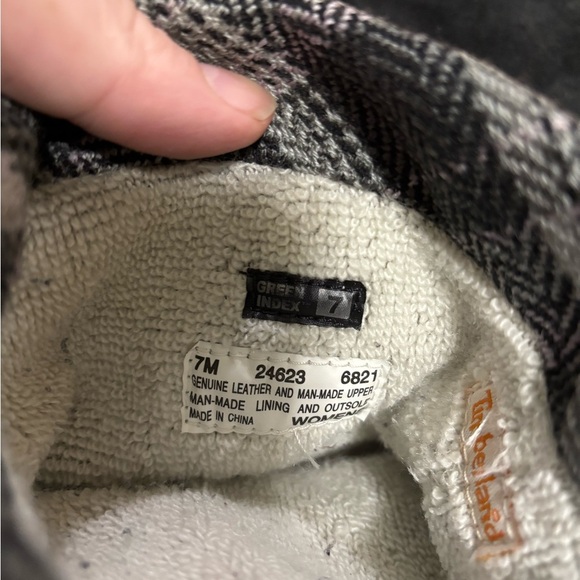 GREEN
INDEX 7
7M 24623 6821
GENUINE LEATHER AND MAN-MADE UPPER
MAN-MADE LINING AND OUTSOLE
MADE IN CHINA WOMENS
Timberland